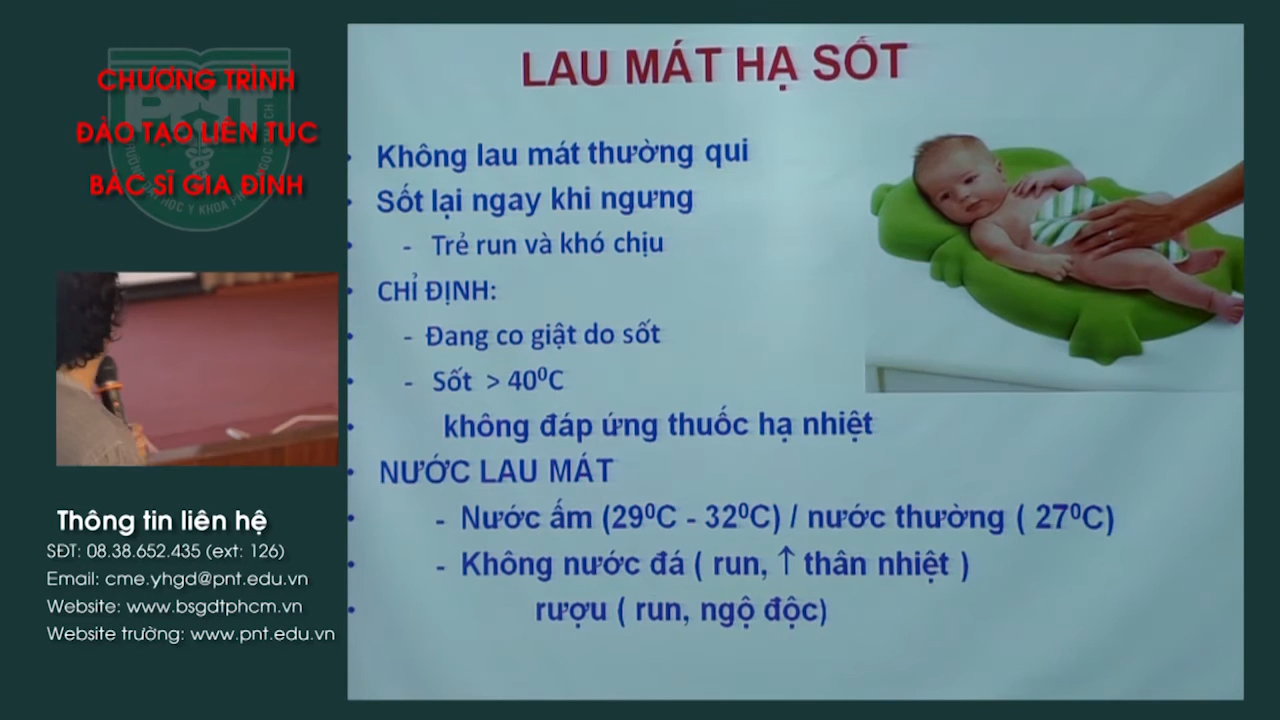 CHƯƠNG TRÌNH
ĐÀO TẠO LIÊN TỤC
BÁC SĨ GIA ĐÌNH
PNT
Thông tin liên hệ
SĐT: 08.38.652.435 (ext: 126)
Email: cme.yhgd@pnt.edu.vn
Website: www.bsgdtphcm.vn
Website trường: www.pnt.edu.vn
LAU MÁT HẠ SỐT
Không lau mát thường qui
Sốt lại ngay khi ngưng
- Trẻ run và khó chịu
CHỈ ĐỊNH:
- Đang co giật do sốt
- Sốt > 40⁰C
không đáp ứng thuốc hạ nhiệt
NƯỚC LAU MÁT
- Nước ấm (29⁰C - 32⁰C) / nước thường ( 27⁰C)
- Không nước đá ( run, ↑ thân nhiệt )
rượu ( run, ngộ độc)